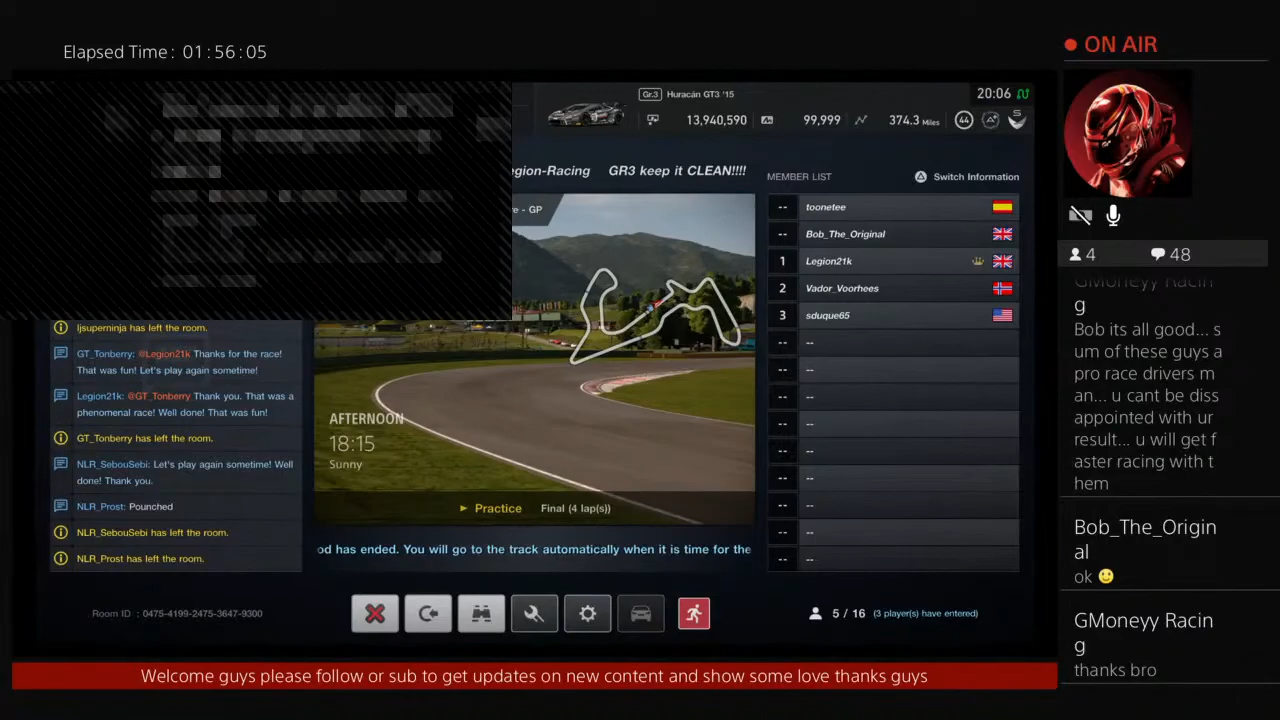 Elapsed Time: 01:56:05
ON AIR
Gr.3 Huracán GT3 '15
20:06
13,940,590
99,999
374.3 Miles
44
A+
S
GR3 keep it CLEAN!!!!
- GP
MEMBER LIST
Switch Information
-- toonetee
-- Bob_The_Original
1 Legion21k
2 Vador_Voorhees
3 sduque65
-- --
-- --
-- --
-- --
-- --
-- --
-- --
-- --
-- --
ljsuperninja has left the room.
GT_Tonberry: @Legion21k Thanks for the race!
That was fun! Let's play again sometime!
Legion21k: @GT_Tonberry Thank you. That was a
phenomenal race! Well done! That was fun!
GT_Tonberry has left the room.
NLR_SebouSebi: Let's play again sometime! Well
done! Thank you.
NLR_Prost: Pounched
NLR_SebouSebi has left the room.
NLR_Prost has left the room.
AFTERNOON
18:15
Sunny
Practice Final (4 lap(s))
od has ended. You will go to the track automatically when it is time for the
Room ID : 0475-4199-2475-3647-9300
5 / 16 (3 player(s) have entered)
Welcome guys please follow or sub to get updates on new content and show some love thanks guys
4 48
GMoneyy Racin
g
Bob its all good... s
um of these guys a
pro race drivers m
an... u cant be diss
appointed with ur
result... u will get f
aster racing with t
hem
Bob_The_Origin
al
ok
GMoneyy Racin
g
thanks bro